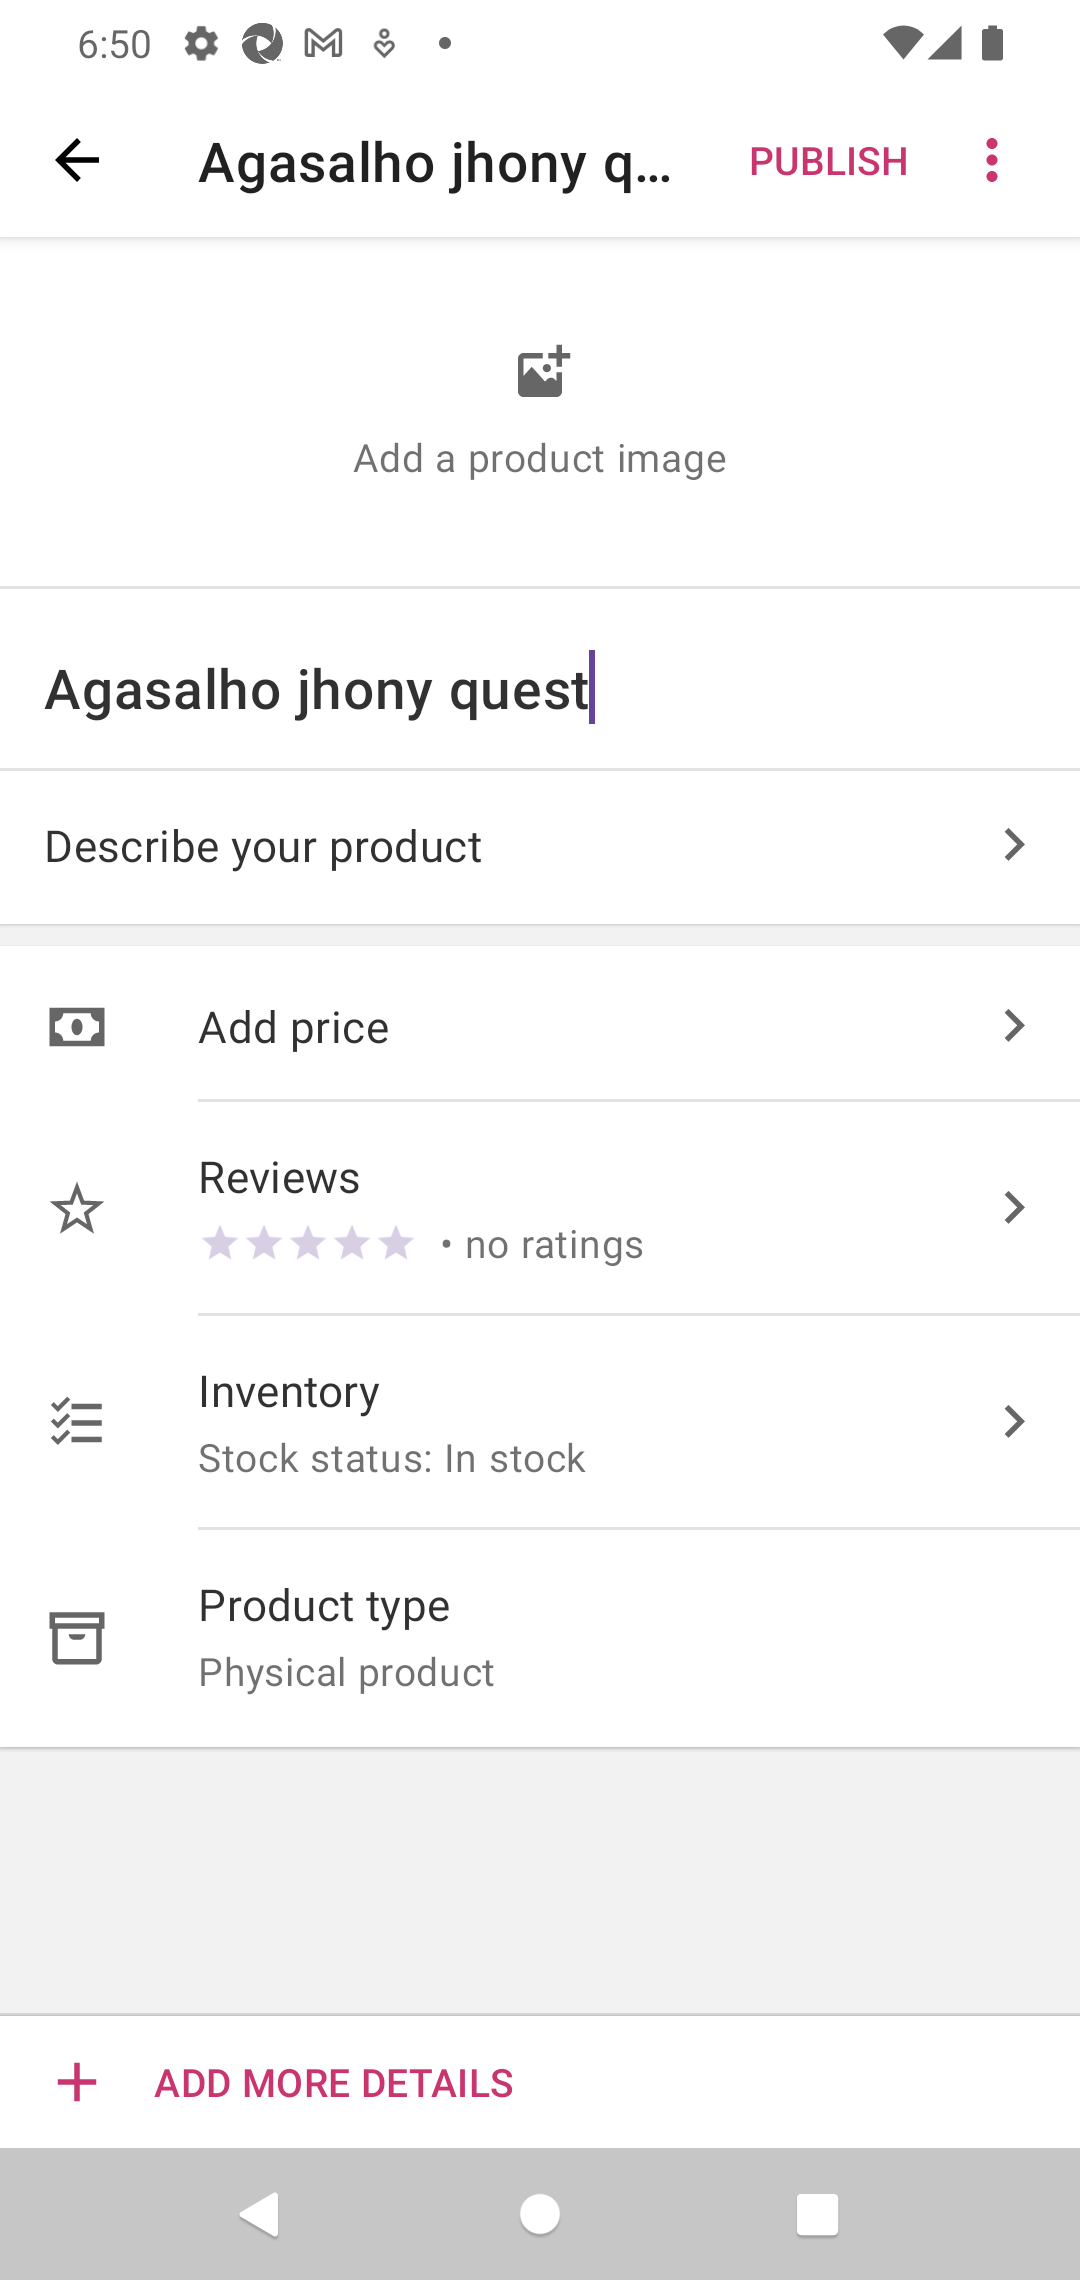 6:50
Agasalho jhony q...
PUBLISH
Add a product image
Agasalho jhony quest
Describe your product
Add price
Reviews
• no ratings
Inventory
Stock status: In stock
Product type
Physical product
ADD MORE DETAILS